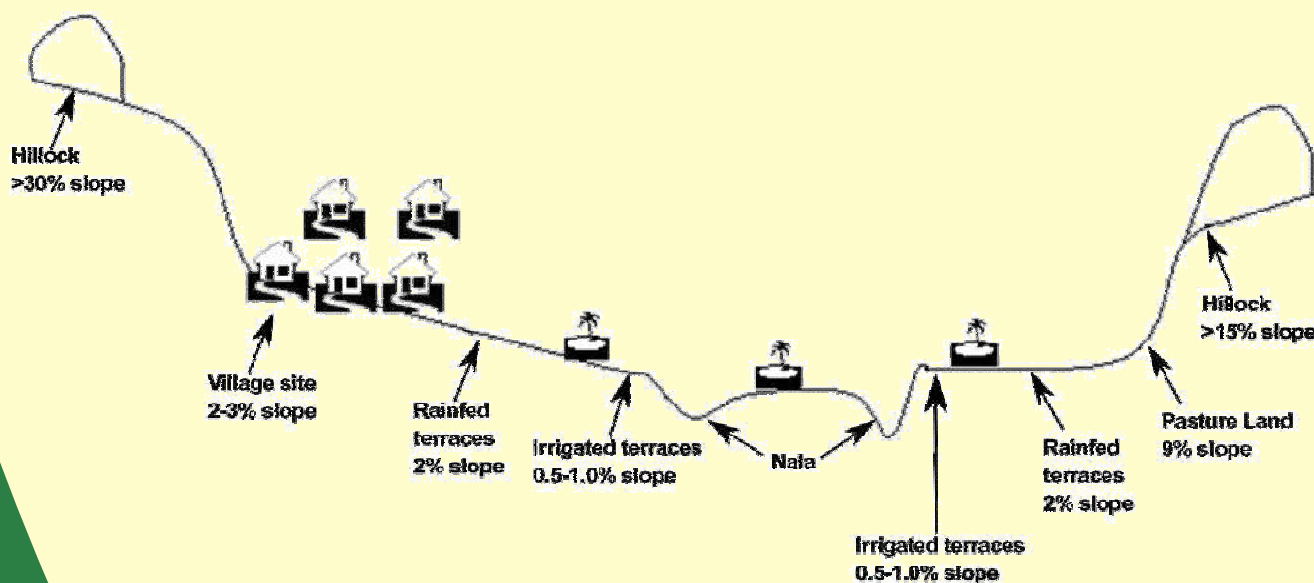 Hillock
>30% slope
Village site
2-3% slope
Rainfed
terraces
2% slope
Irrigated terraces
0.5-1.0% slope
Nala
Irrigated terraces
0.5-1.0% slope
Rainfed
terraces
2% slope
Pasture Land
9% slope
Hillock
>15% slope